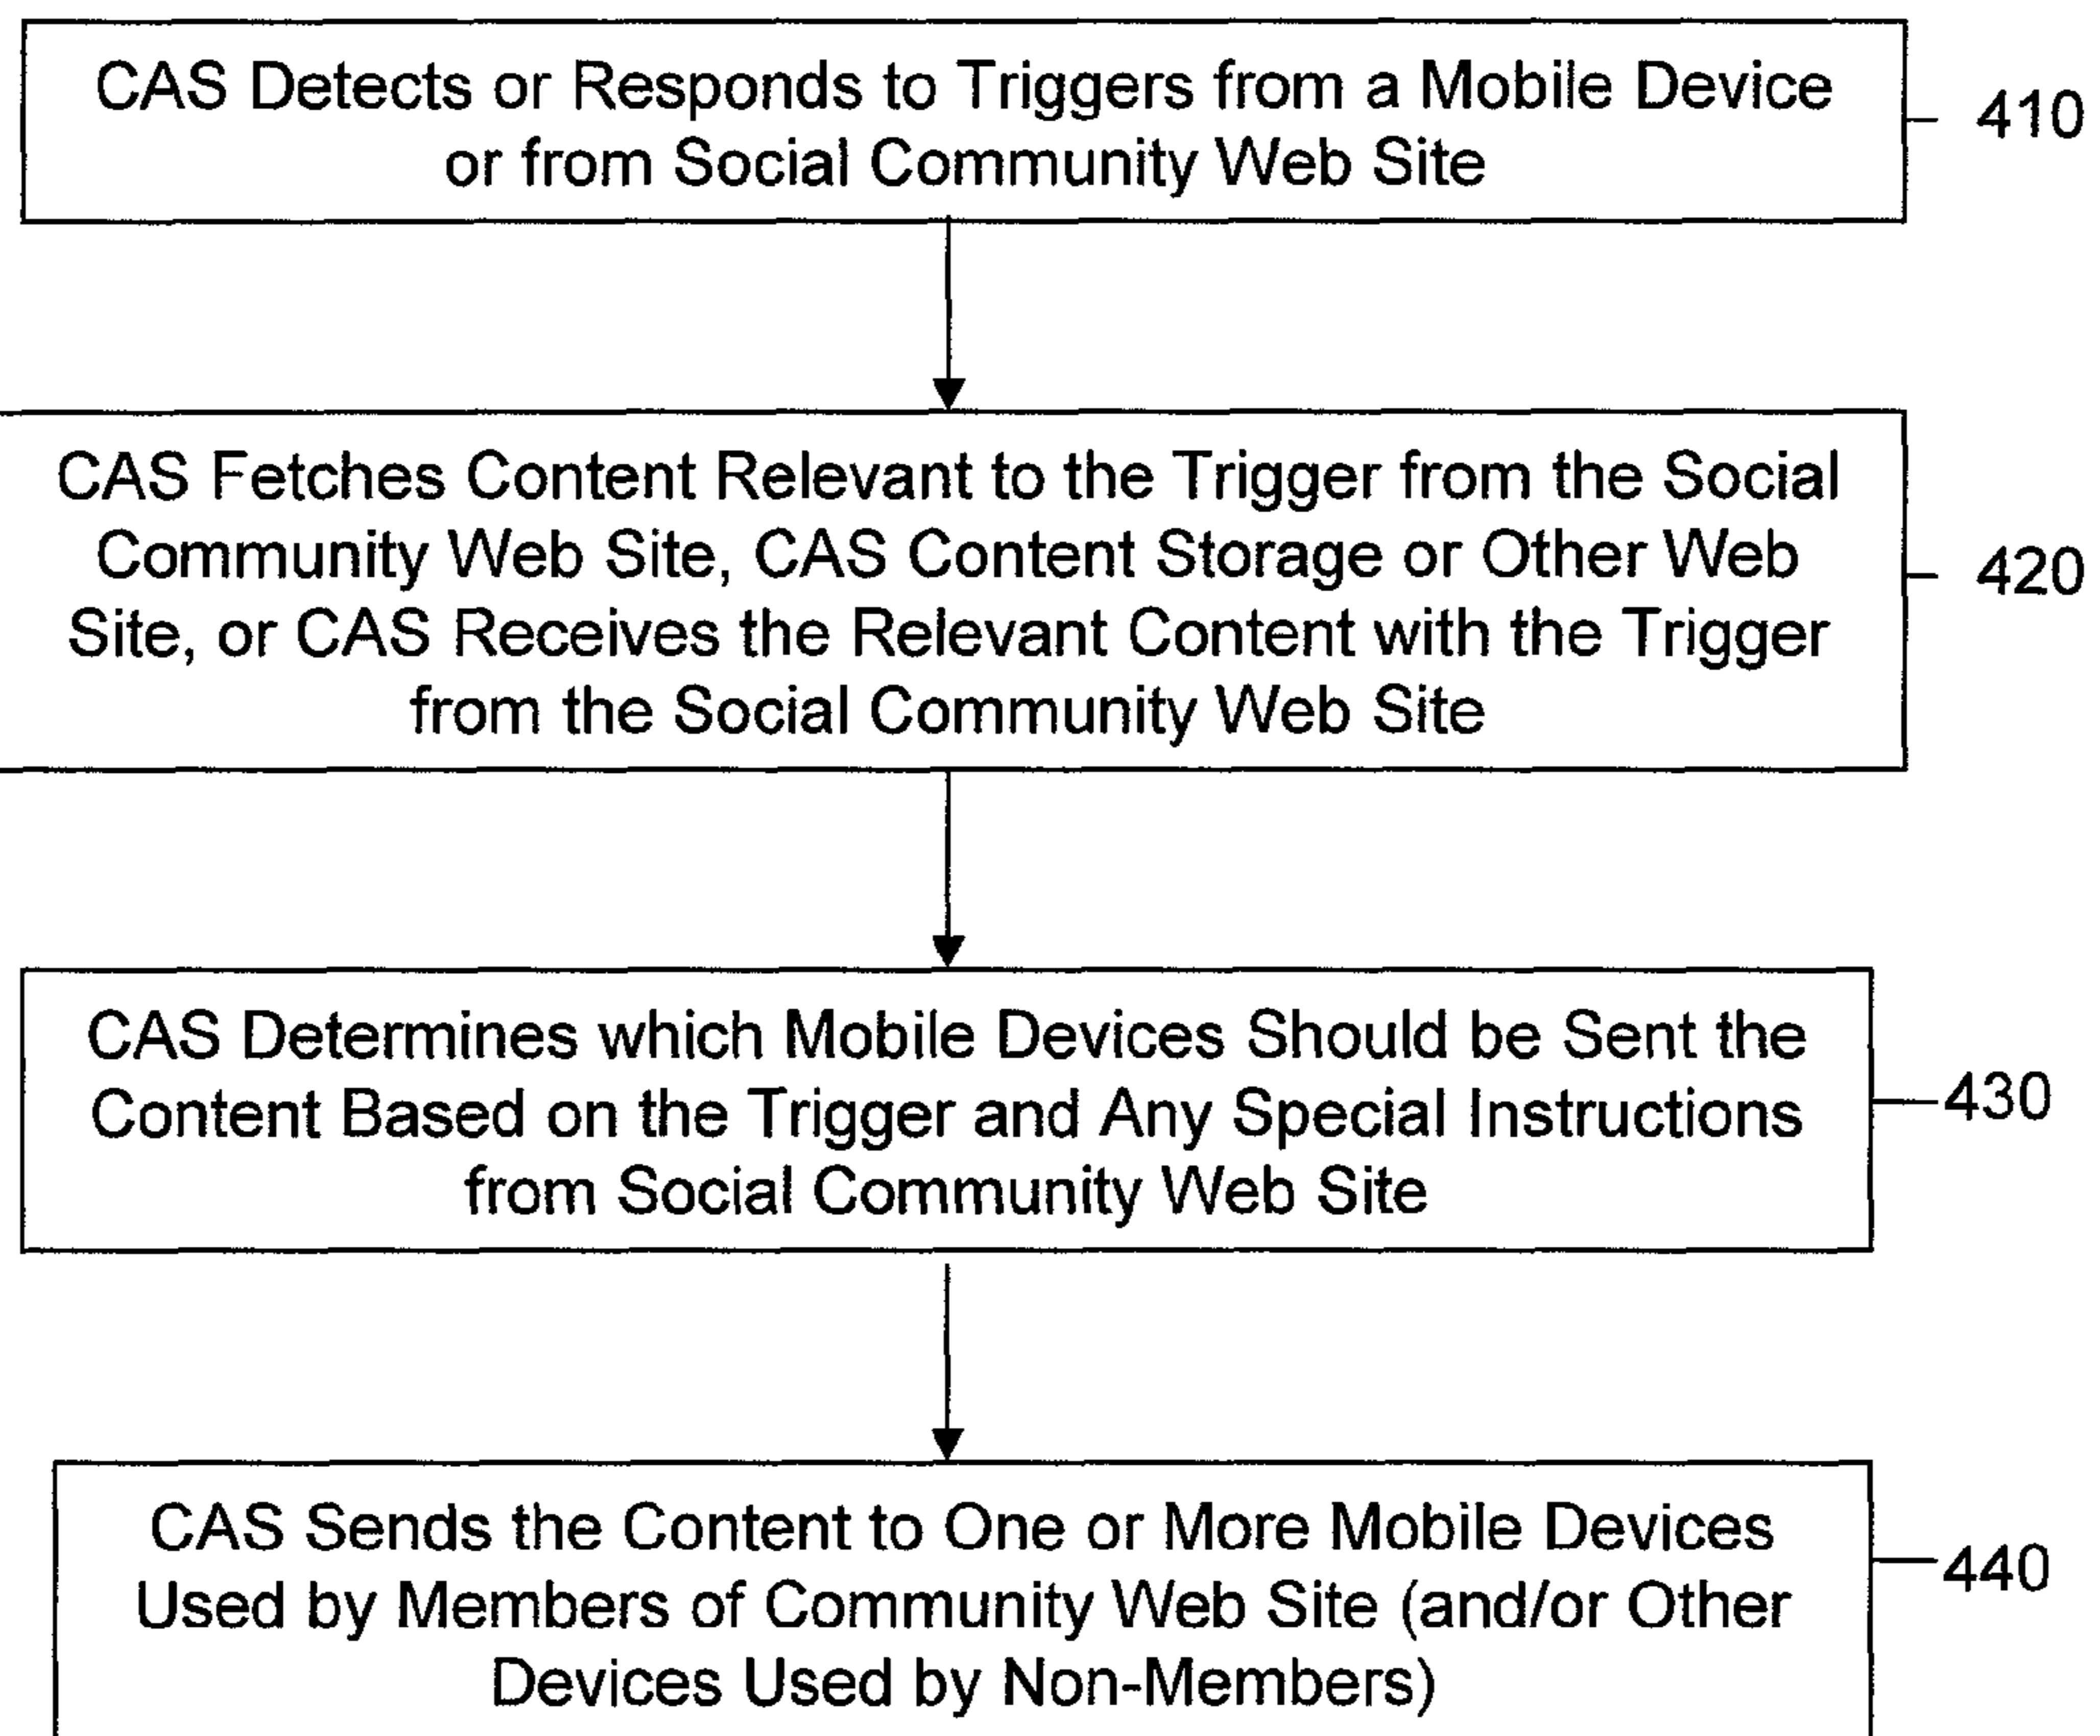 CAS Detects or Responds to Triggers from a Mobile Device
or from Social Community Web Site
410
CAS Fetches Content Relevant to the Trigger from the Social
Community Web Site, CAS Content Storage or Other Web
Site, or CAS Receives the Relevant Content with the Trigger
from the Social Community Web Site
420
CAS Determines which Mobile Devices Should be Sent the
Content Based on the Trigger and Any Special Instructions
from Social Community Web Site
430
CAS Sends the Content to One or More Mobile Devices
Used by Members of Community Web Site (and/or Other
Devices Used by Non-Members)
440